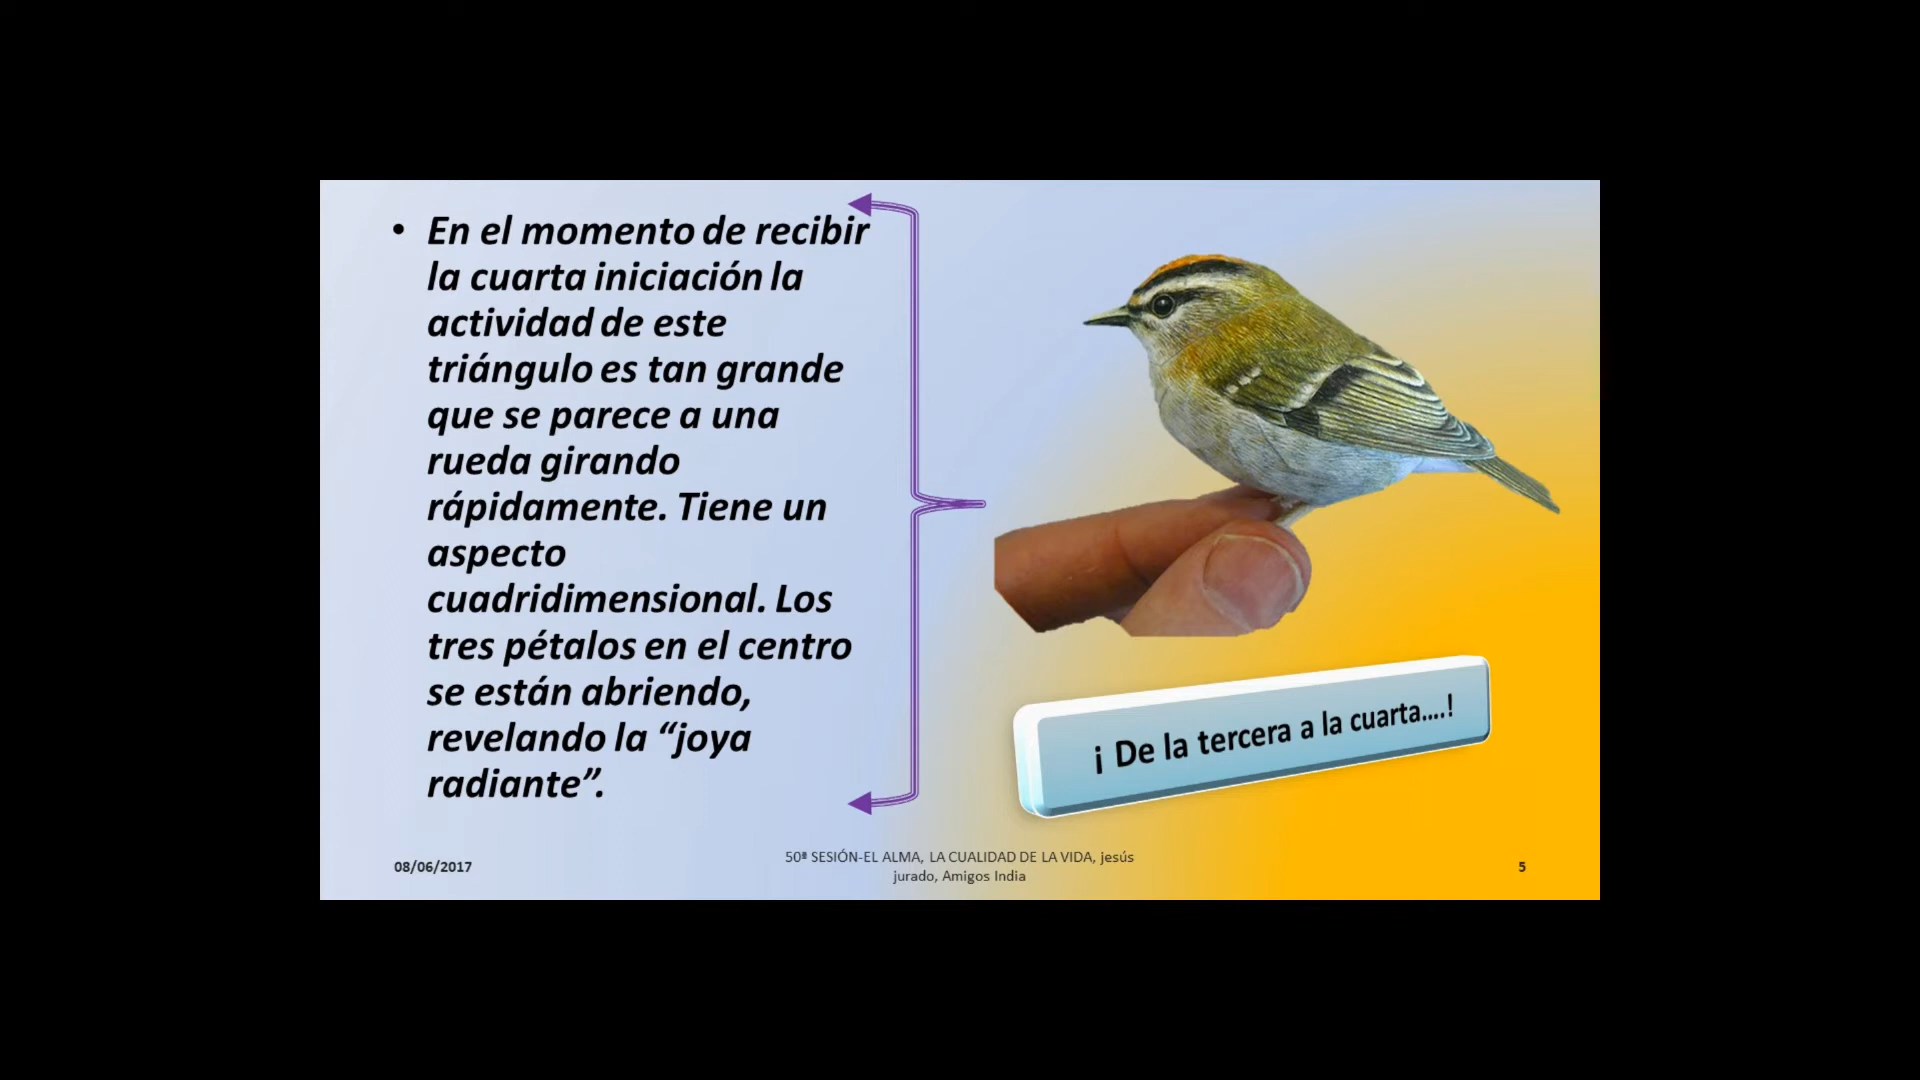 • En el momento de recibir
la cuarta iniciación la
actividad de este
triángulo es tan grande
que se parece a una
rueda girando
rápidamente. Tiene un
aspecto
cuadridimensional. Los
tres pétalos en el centro
se están abriendo,
revelando la “joya
radiante”.
¡ De la tercera a la cuarta....!
08/06/2017
50ª SESIÓN-EL ALMA, LA CUALIDAD DE LA VIDA, jesús
jurado, Amigos India
5